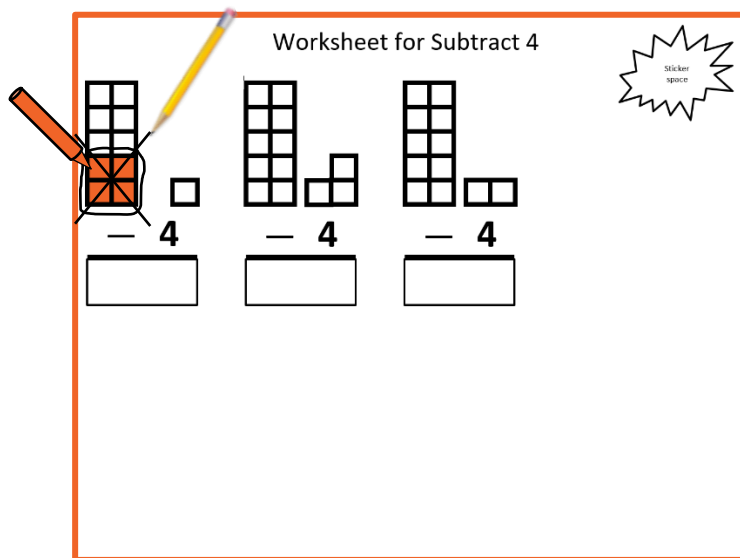 Worksheet for Subtract 4
Sticker
space
— 4
— 4
— 4